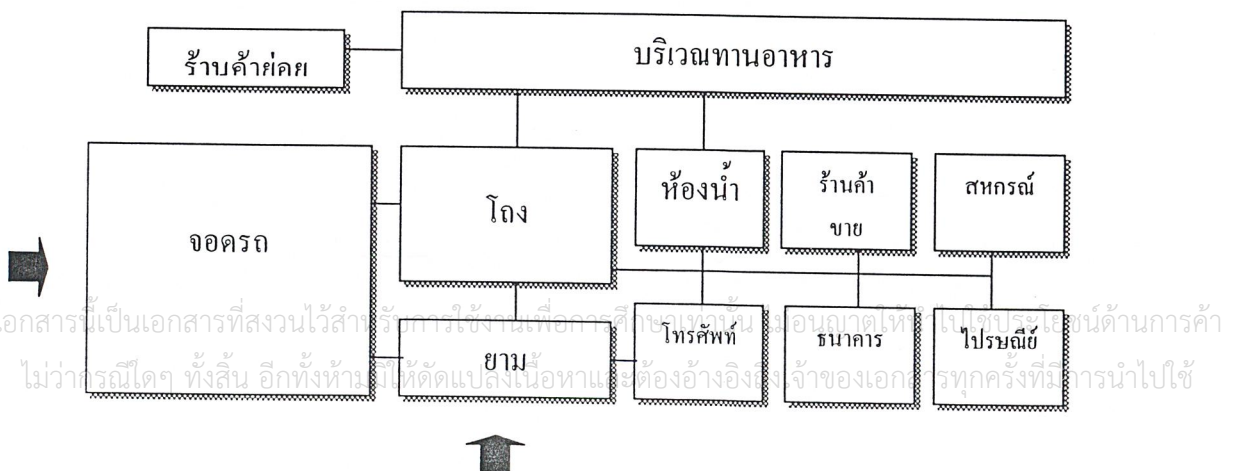 ร้าบค้าย่คย
บริเวณทานอาหาร
จอดรถ
โถง
ห้องน้ำ
ร้านค้า
ขาย
สหกรณ์
ยาม
โทรศัพท์
ธนาคาร
ไปรษณีย์
เอกสารนี้เป็นเอกสารที่สงวนไว้สำหรับการใช้งานเพื่อการศึกษาเท่านั้น ไม่อนุญาตให้นำไปใช้ประโยชน์ด้านการค้า
ไม่ว่ากรณีใดๆ ทั้งสิ้น อีกทั้งห้ามมิให้ดัดแปลงเนื้อหาและต้องอ้างอิงถึงเจ้าของเอกสารทุกครั้งที่มีการนำไปใช้